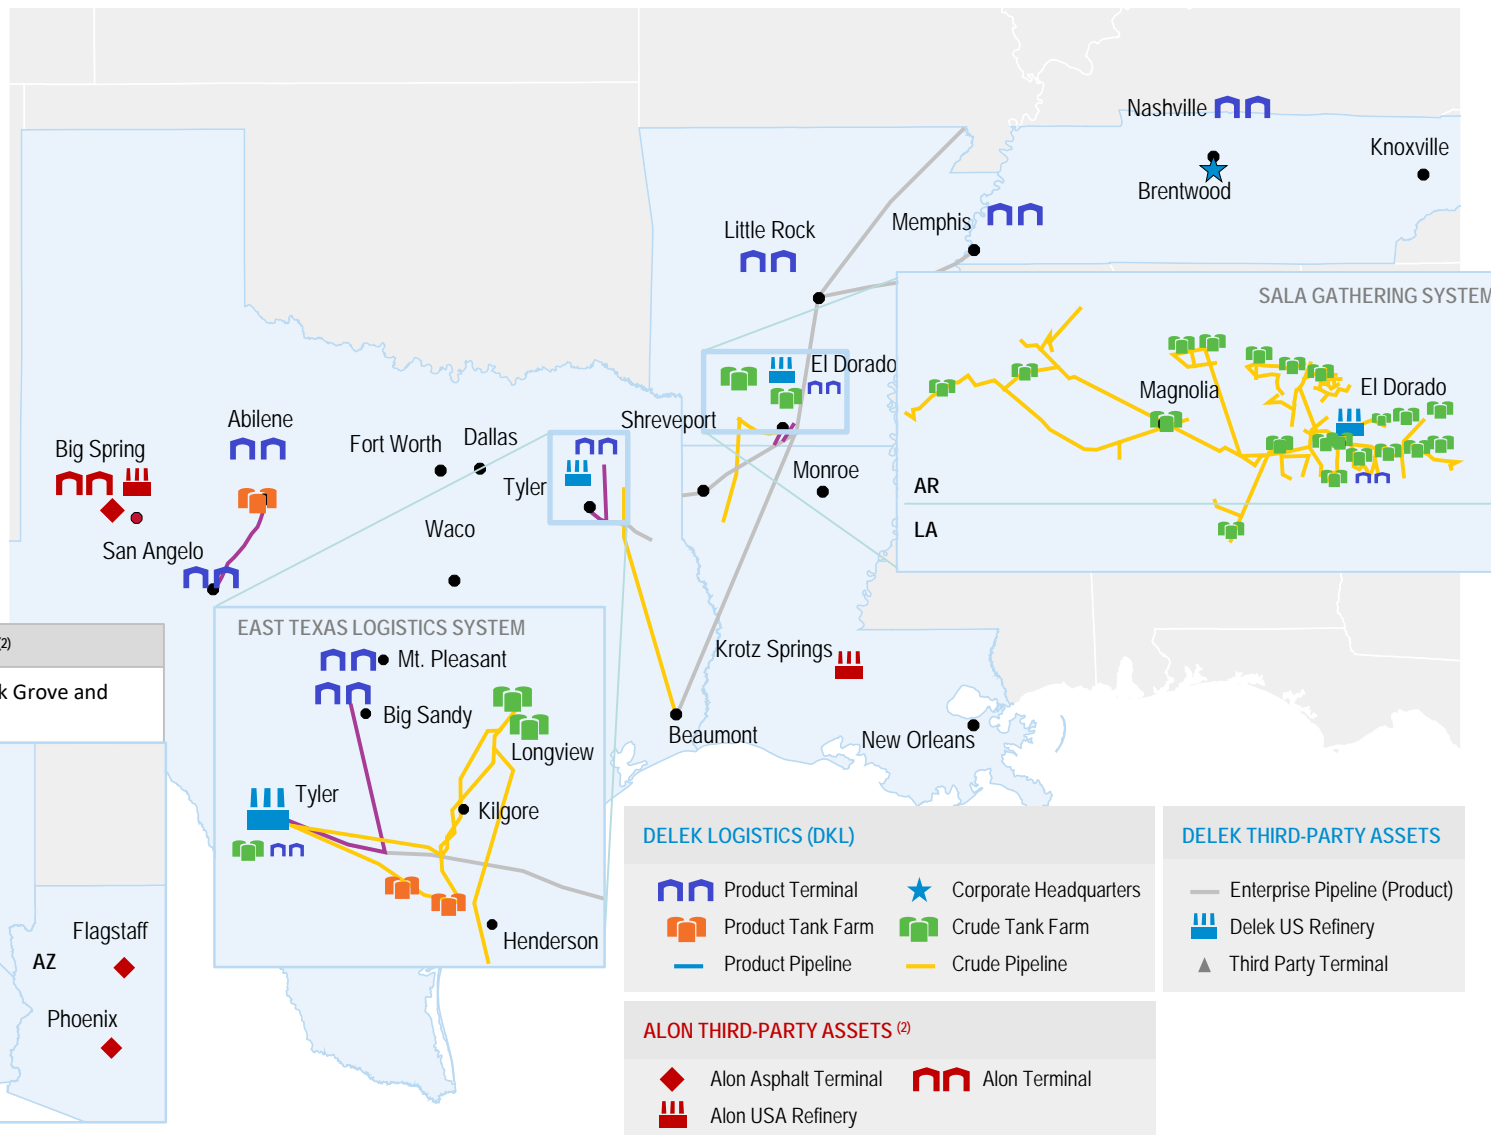 Nashville
Knoxville
Brentwood
Memphis
Little Rock
SALA GATHERING SYSTEM
El Dorado
Magnolia
El Dorado
AR
LA
Shreveport
Monroe
Abilene
Big Spring
Fort Worth
Dallas
Tyler
Waco
San Angelo
EAST TEXAS LOGISTICS SYSTEM
Mt. Pleasant
Big Sandy
Longview
Tyler
Kilgore
Henderson
Krotz Springs
Beaumont
New Orleans
(2)
k Grove and
Flagstaff
AZ
Phoenix
DELEK LOGISTICS (DKL)
Product Terminal
Corporate Headquarters
Product Tank Farm
Crude Tank Farm
Product Pipeline
Crude Pipeline
DELEK THIRD-PARTY ASSETS
Enterprise Pipeline (Product)
Delek US Refinery
Third Party Terminal
ALON THIRD-PARTY ASSETS (2)
Alon Asphalt Terminal
Alon Terminal
Alon USA Refinery